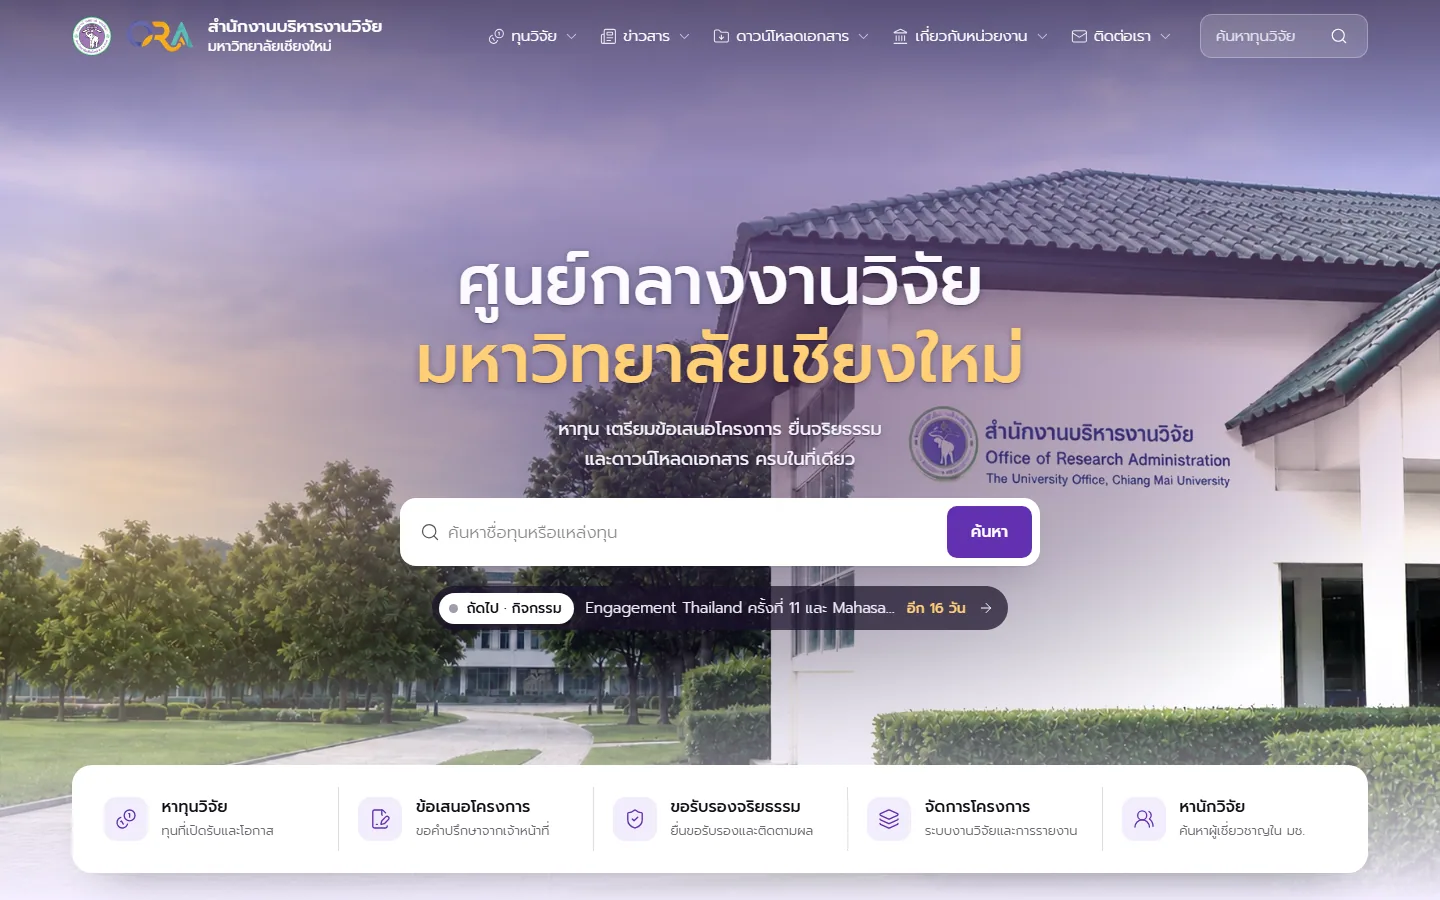 ORA
สำนักงานบริหารงานวิจัย
มหาวิทยาลัยเชียงใหม่
ทุนวิจัย
ข่าวสาร
ดาวน์โหลดเอกสาร
เกี่ยวกับหน่วยงาน
ติดต่อเรา
ค้นหาทุนวิจัย
ศูนย์กลางงานวิจัย
มหาวิทยาลัยเชียงใหม่
หาทุน เตรียมข้อเสนอโครงการ ยื่นจริยธรรม
และดาวน์โหลดเอกสาร ครบในที่เดียว
สำนักงานบริหารงานวิจัย
Office of Research Administration
The University Office, Chiang Mai University
ค้นหาชื่อทุนหรือแหล่งทุน
ค้นหา
ถัดไป · กิจกรรม Engagement Thailand ครั้งที่ 11 และ Mahasa... อีก 16 วัน
หาทุนวิจัย
ทุนที่เปิดรับและโอกาส
ข้อเสนอโครงการ
ขอคำปรึกษาจากเจ้าหน้าที่
ขอรับรองจริยธรรม
ยื่นขอรับรองและติดตามผล
จัดการโครงการ
ระบบงานวิจัยและการรายงาน
หานักวิจัย
ค้นหาผู้เชี่ยวชาญใน มช.